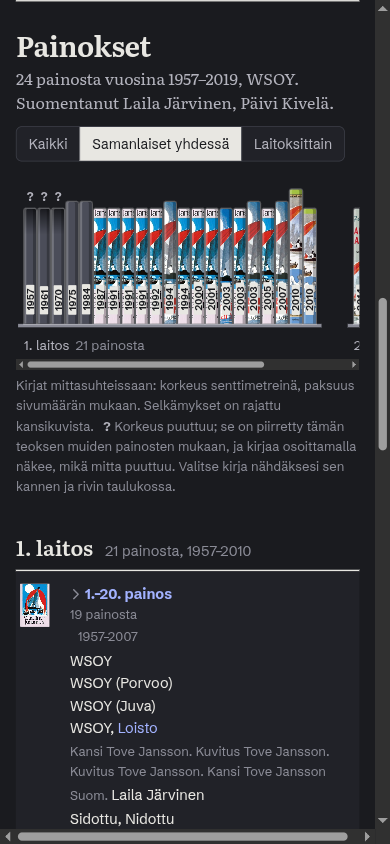 Painokset
24 painosta vuosina 1957–2019, WSOY.
Suomentanut Laila Järvinen, Päivi Kivelä.
Kaikki
Samanlaiset yhdessä
Laitoksittain
? ? ?
1957 1961 1970 1975 1984 1987 1991 1991 1991 1992 1994 1994 2000 2001 2003 2003 2003 2005 2007 2010 2010
1. laitos 21 painosta
2
Kirjat mittasuhteissaan: korkeus senttimetreinä, paksuus
sivumäärän mukaan. Selkämykset on rajattu
kansikuvista. ? Korkeus puuttuu; se on piirretty tämän
teoksen muiden painosten mukaan, ja kirjaa osoittamalla
näkee, mikä mitta puuttuu. Valitse kirja nähdäksesi sen
kannen ja rivin taulukossa.
1. laitos 21 painosta, 1957–2010
1.–20. painos
19 painosta
1957–2007
WSOY
WSOY (Porvoo)
WSOY (Juva)
WSOY, Loisto
Kansi Tove Jansson. Kuvitus Tove Jansson.
Kuvitus Tove Jansson. Kansi Tove Jansson
Suom. Laila Järvinen
Sidottu, Nidottu